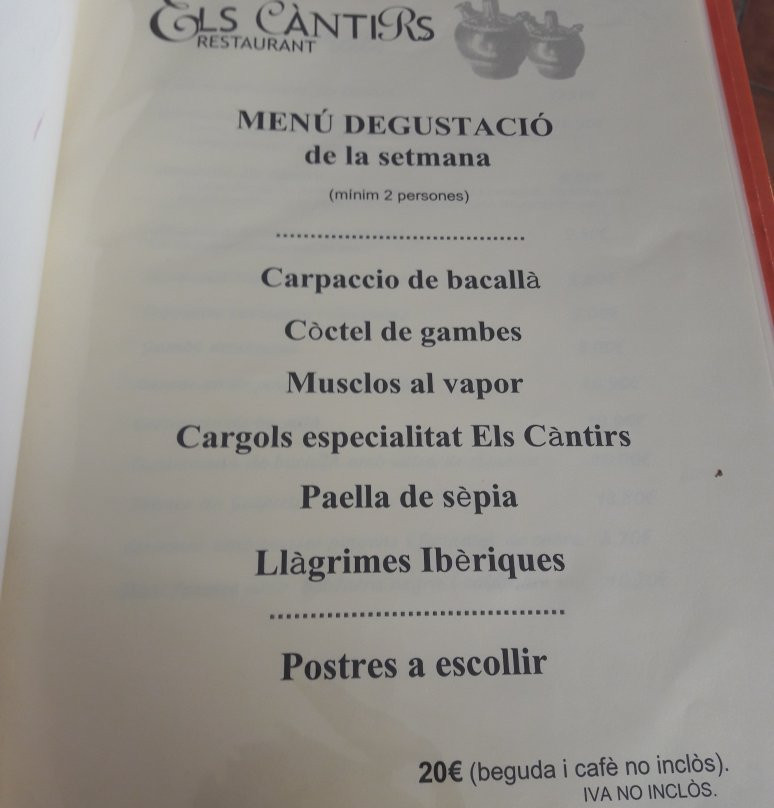 ELS CÀNTIRS
RESTAURANT
MENÚ DEGUSTACIÓ
de la setmana
(mínim 2 persones)
Carpaccio de bacallà
Còctel de gambes
Musclos al vapor
Cargols especialitat Els Càntirs
Paella de sèpia
Llàgrimes Ibèriques
Postres a escollir
20€ (beguda i cafè no inclòs).
IVA NO INCLÒS.